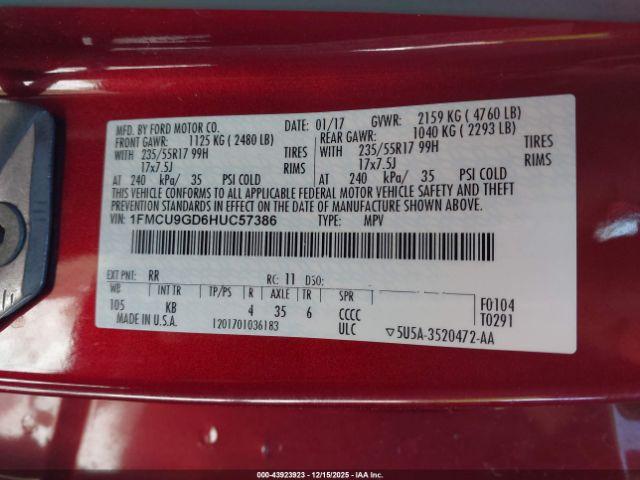 MFD. BY FORD MOTOR CO. DATE: 01/17 GVWR: 2159 KG ( 4760 LB)
FRONT GAWR: 1125 KG ( 2480 LB) REAR GAWR: 1040 KG ( 2293 LB)
WITH 235/55R17 99H TIRES WITH 235/55R17 99H TIRES
17x7.5J RIMS 17x7.5J RIMS
AT 240 kPa/ 35 PSI COLD AT 240 kPa/ 35 PSI COLD
THIS VEHICLE CONFORMS TO ALL APPLICABLE FEDERAL MOTOR VEHICLE SAFETY AND THEFT
PREVENTION STANDARDS IN EFFECT ON THE DATE OF MANUFACTURE SHOWN ABOVE.
VIN: 1FMCU9GD6HUC57386 TYPE: MPV
EXT PNT: RR RC: 11 DSO:
WB INT TR TP/PS R AXLE TR SPR F0104
105 KB 4 35 6 CCCC T0291
MADE IN U.S.A. 1201701036183 ULC ▽5U5A-3520472-AA
000-43923923 - 12/15/2025 - IAA Inc.